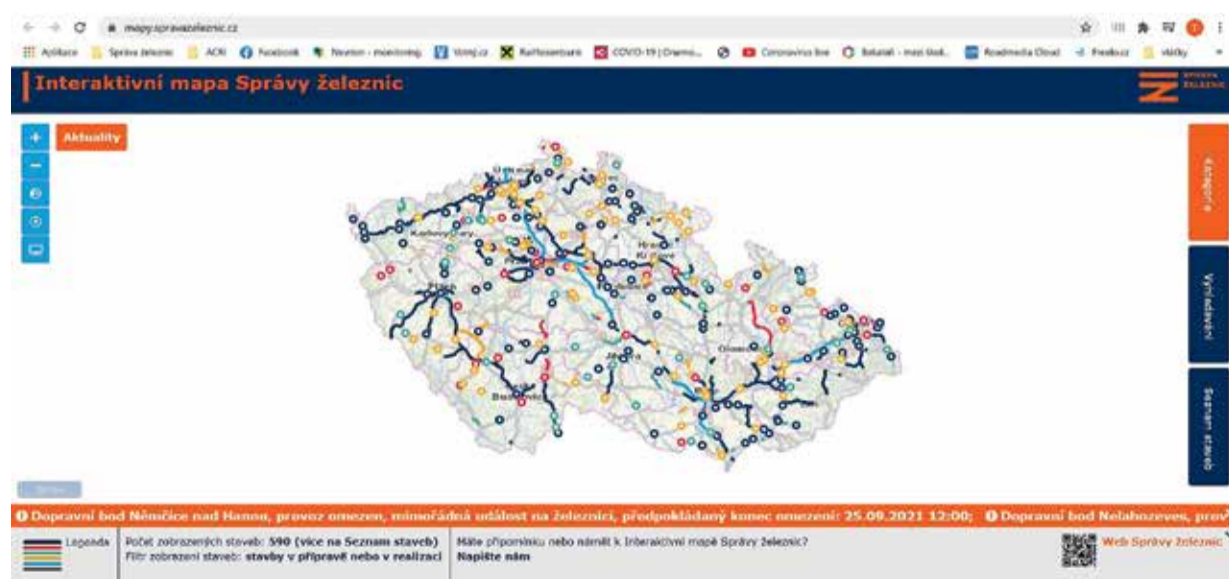 mapy.spravazeleznic.cz
Aplikace Správa železnic ACRI Facebook Newton - monitoring Raiffeisenbank COVID-19 | Onemo... Coronavirus live Roadmedia Cloud
Interaktivní mapa Správy železnic
SPRÁVA
ŽELEZNIC
Aktuality
Kategorie
Vyhledávání
Seznam staveb
Karlovy Vary
Hradec
Králové
Plzeň
Jihlava
Olomouc
Dopravní bod Němčice nad Hanou, provoz omezen, mimořádná událost na železnici, předpokládaný konec omezení: 25.09.2021 12:00; Dopravní bod Nelahozeves, prov
Legenda
Počet zobrazených staveb: 590 (více na Seznam staveb)
Filtr zobrazení staveb: stavby v přípravě nebo v realizaci
Máte připomínku nebo námět k Interaktivní mapě Správy železnic?
Napište nám
Web Správy železnic